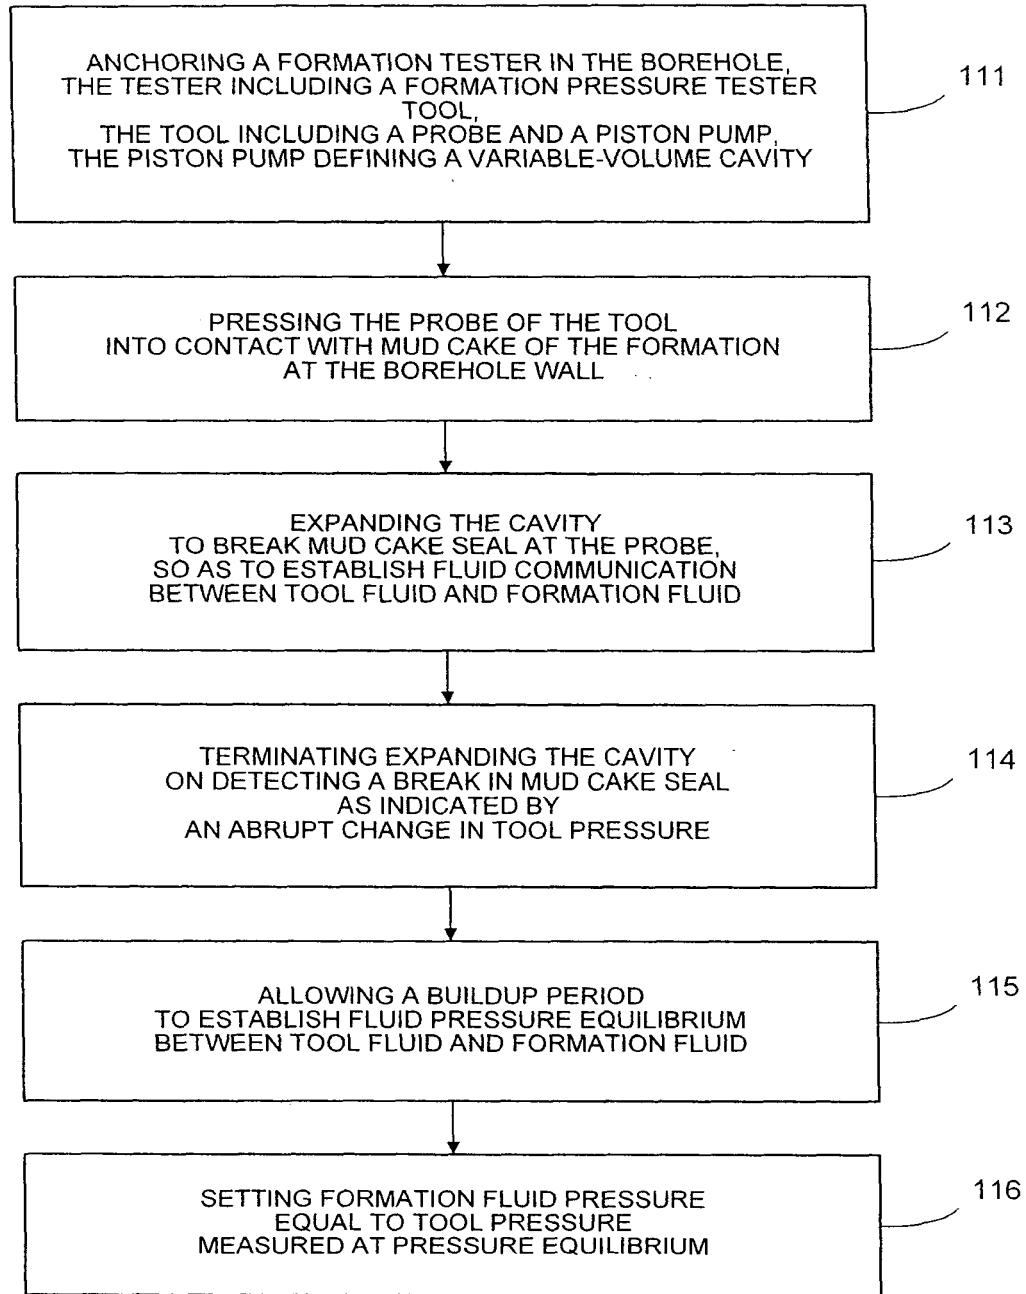 ANCHORING A FORMATION TESTER IN THE BOREHOLE,
THE TESTER INCLUDING A FORMATION PRESSURE TESTER
TOOL,
THE TOOL INCLUDING A PROBE AND A PISTON PUMP,
THE PISTON PUMP DEFINING A VARIABLE-VOLUME CAVITY
111
PRESSING THE PROBE OF THE TOOL
INTO CONTACT WITH MUD CAKE OF THE FORMATION
AT THE BOREHOLE WALL
112
EXPANDING THE CAVITY
TO BREAK MUD CAKE SEAL AT THE PROBE,
SO AS TO ESTABLISH FLUID COMMUNICATION
BETWEEN TOOL FLUID AND FORMATION FLUID
113
TERMINATING EXPANDING THE CAVITY
ON DETECTING A BREAK IN MUD CAKE SEAL
AS INDICATED BY
AN ABRUPT CHANGE IN TOOL PRESSURE
114
ALLOWING A BUILDUP PERIOD
TO ESTABLISH FLUID PRESSURE EQUILIBRIUM
BETWEEN TOOL FLUID AND FORMATION FLUID
115
SETTING FORMATION FLUID PRESSURE
EQUAL TO TOOL PRESSURE
MEASURED AT PRESSURE EQUILIBRIUM
116